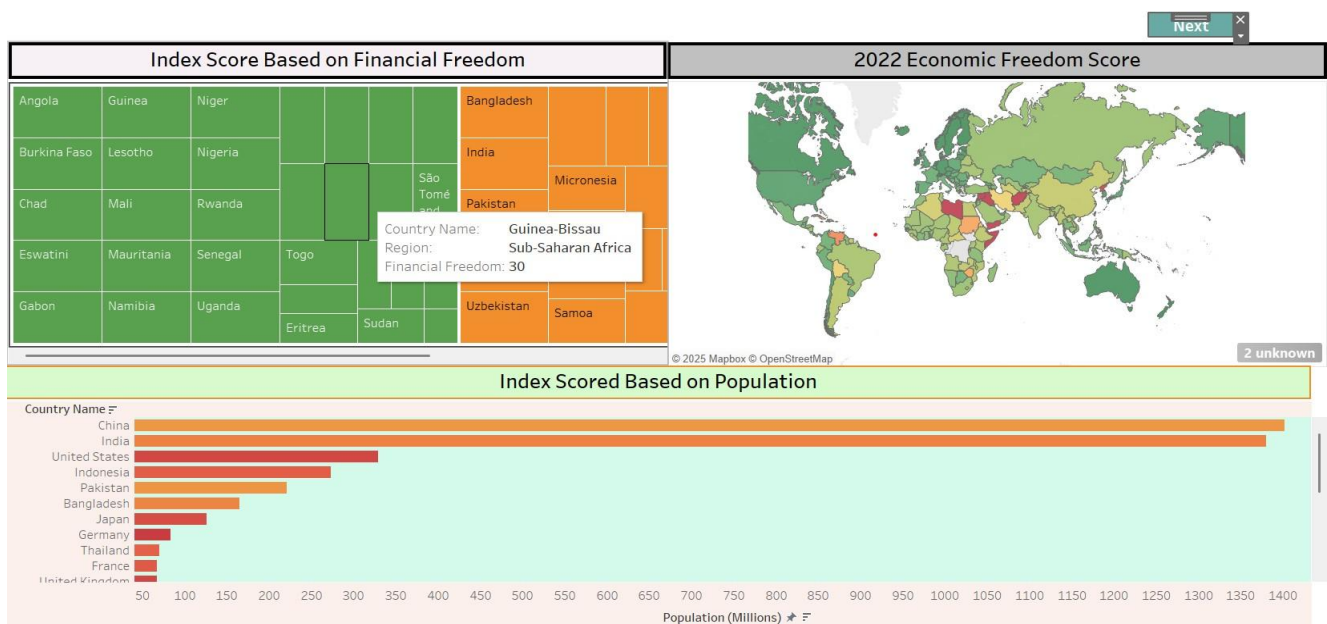 Next
Index Score Based on Financial Freedom
2022 Economic Freedom Score
Angola Guinea Niger Bangladesh
Burkina Faso Lesotho Nigeria India
Micronesia
São
Tomé
Chad Mali Rwanda Pakistan
and
Country Name: Guinea-Bissau
Region: Sub-Saharan Africa
Financial Freedom: 30
Eswatini Mauritania Senegal Togo
Gabon Namibia Uganda Uzbekistan
Eritrea Sudan Samoa
© 2025 Mapbox © OpenStreetMap
2 unknown
Index Scored Based on Population
Country Name
China
India
United States
Indonesia
Pakistan
Bangladesh
Japan
Germany
Thailand
France
United Kingdom
50 100 150 200 250 300 350 400 450 500 550 600 650 700 750 800 850 900 950 1000 1050 1100 1150 1200 1250 1300 1350 1400
Population (Millions)